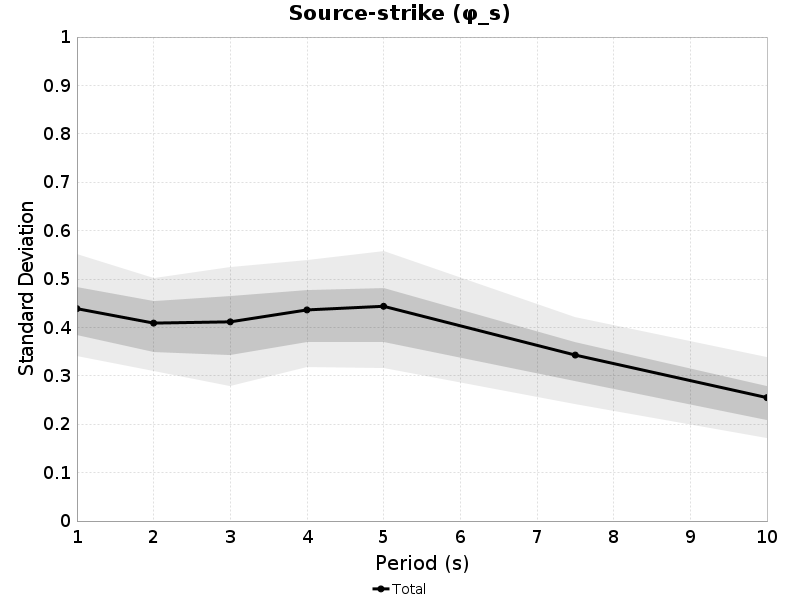 Source-strike (φ_s)
1
0.9
0.8
0.7
0.6
0.5
0.4
0.3
0.2
0.1
0
Standard Deviation
1 2 3 4 5 6 7 8 9 10
Period (s)
Total